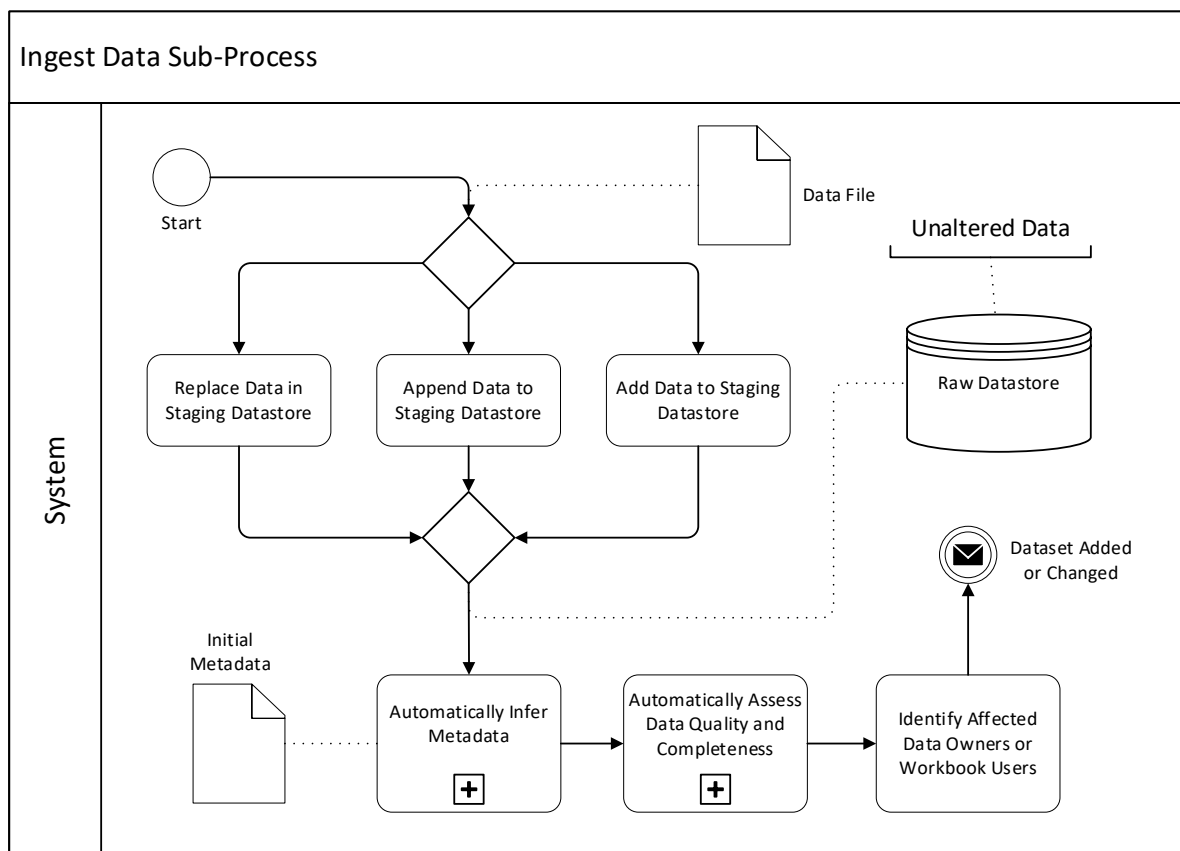 Ingest Data Sub-Process
System
Start
Data File
Unaltered Data
Replace Data in
Staging Datastore
Append Data to
Staging Datastore
Add Data to Staging
Datastore
Raw Datastore
Dataset Added
or Changed
Initial
Metadata
Automatically Infer
Metadata
Automatically Assess
Data Quality and
Completeness
Identify Affected
Data Owners or
Workbook Users